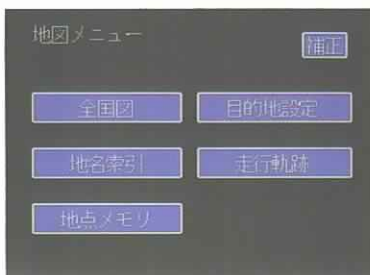 地図メニュー
補正
全国図
目的地設定
地名索引
走行軌跡
地点メモリ